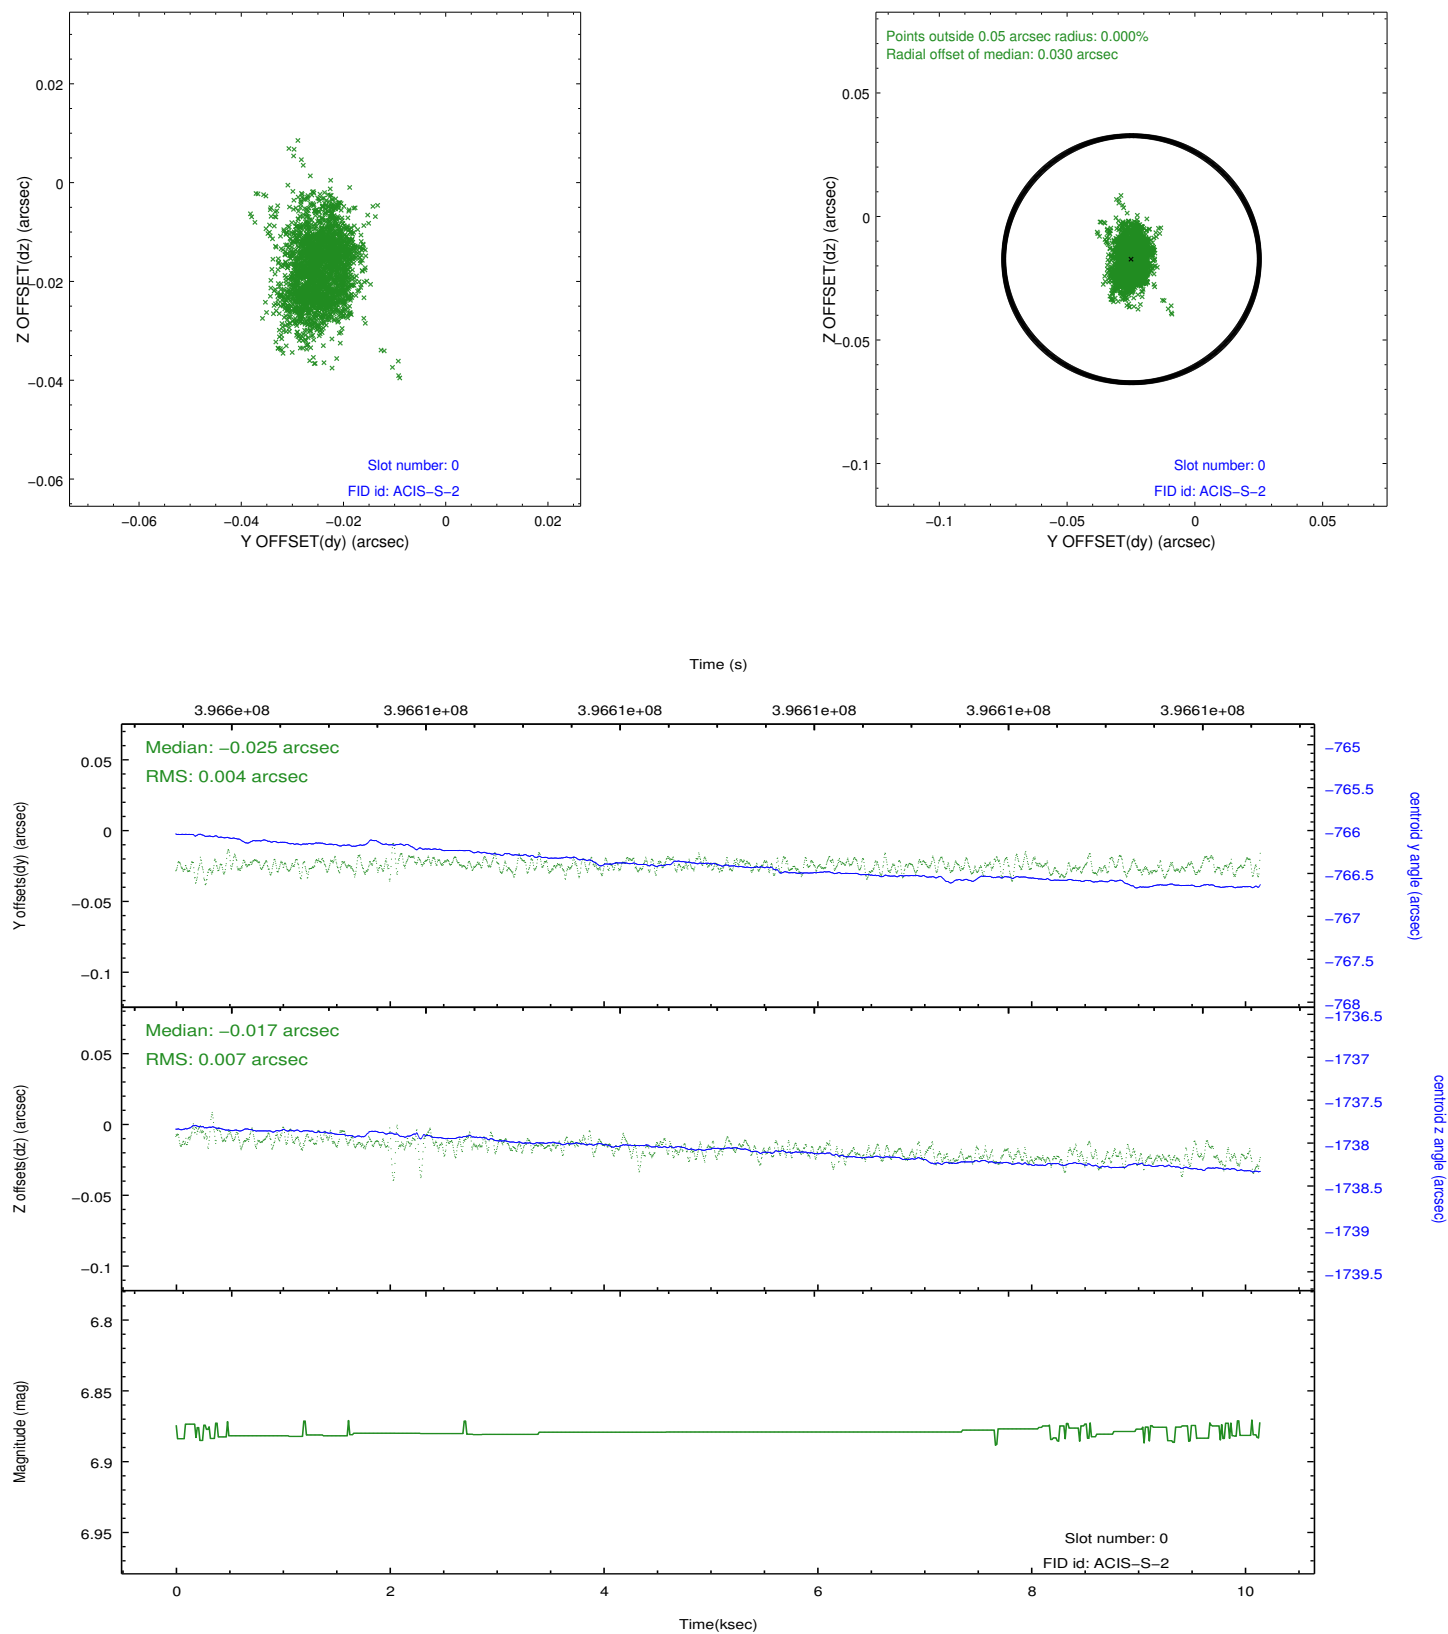 0.02
0
−0.02
−0.04
−0.06
Z OFFSET(dz) (arcsec)
Slot number: 0
FID id: ACIS−S−2
−0.06
−0.04
−0.02
0
0.02
Y OFFSET(dy) (arcsec)
Points outside 0.05 arcsec radius: 0.000%
Radial offset of median: 0.030 arcsec
0.05
0
−0.05
−0.1
Z OFFSET(dz) (arcsec)
Slot number: 0
FID id: ACIS−S−2
−0.1
−0.05
0
0.05
Y OFFSET(dy) (arcsec)
Time (s)
3.966e+08
3.9661e+08
3.9661e+08
3.9661e+08
3.9661e+08
3.9661e+08
Median: −0.025 arcsec
RMS: 0.004 arcsec
0.05
0
−0.05
−0.1
Y offsets(dy) (arcsec)
−765
−765.5
−766
−766.5
−767
−767.5
−768
centroid y angle (arcsec)
Median: −0.017 arcsec
RMS: 0.007 arcsec
0.05
0
−0.05
−0.1
Z offsets(dz) (arcsec)
−1736.5
−1737
−1737.5
−1738
−1738.5
−1739
−1739.5
centroid z angle (arcsec)
6.8
6.85
6.9
6.95
Magnitude (mag)
Slot number: 0
FID id: ACIS−S−2
0
2
4
6
8
10
Time(ksec)